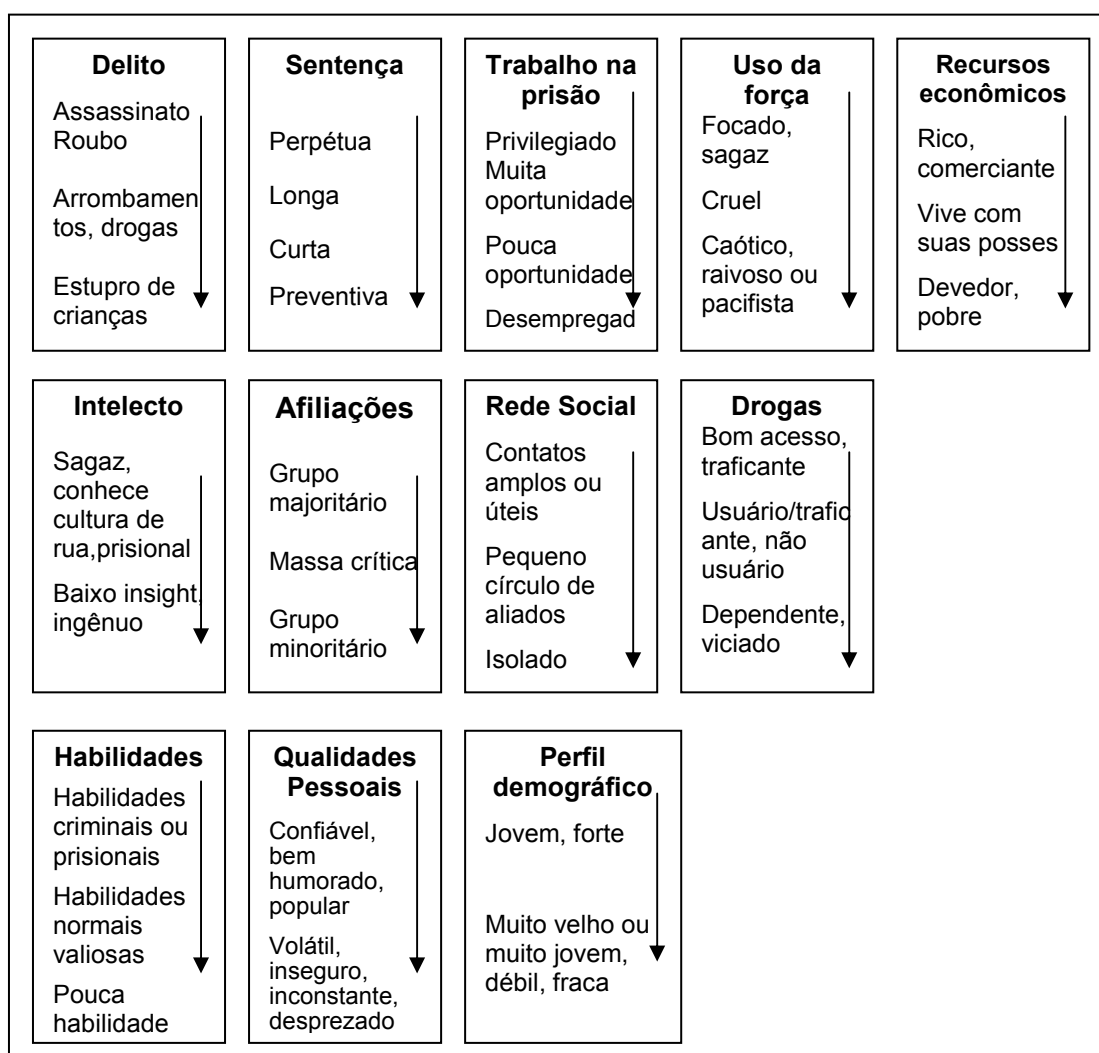 Delito
Assassinato
Roubo
Arrombamen
tos, drogas
Estupro de
crianças
Sentença
Perpétua
Longa
Curta
Preventiva
Trabalho na
prisão
Privilegiado
Muita
oportunidade
Pouca
oportunidade
Desempregad
Uso da
força
Focado,
sagaz
Cruel
Caótico,
raivoso ou
pacifista
Recursos
econômicos
Rico,
comerciante
Vive com
suas posses
Devedor,
pobre
Intelecto
Sagaz,
conhece
cultura de
rua,prisional
Baixo insight,
ingênuo
Afiliações
Grupo
majoritário
Massa crítica
Grupo
minoritário
Rede Social
Contatos
amplos ou
úteis
Pequeno
círculo de
aliados
Isolado
Drogas
Bom acesso,
traficante
Usuário/trafic
ante, não
usuário
Dependente,
viciado
Habilidades
Habilidades
criminais ou
prisionais
Habilidades
normais
valiosas
Pouca
habilidade
Qualidades
Pessoais
Confiável,
bem
humorado,
popular
Volátil,
inseguro,
inconstante,
desprezado
Perfil
demográfico
Jovem, forte
Muito velho ou
muito jovem,
débil, fraca